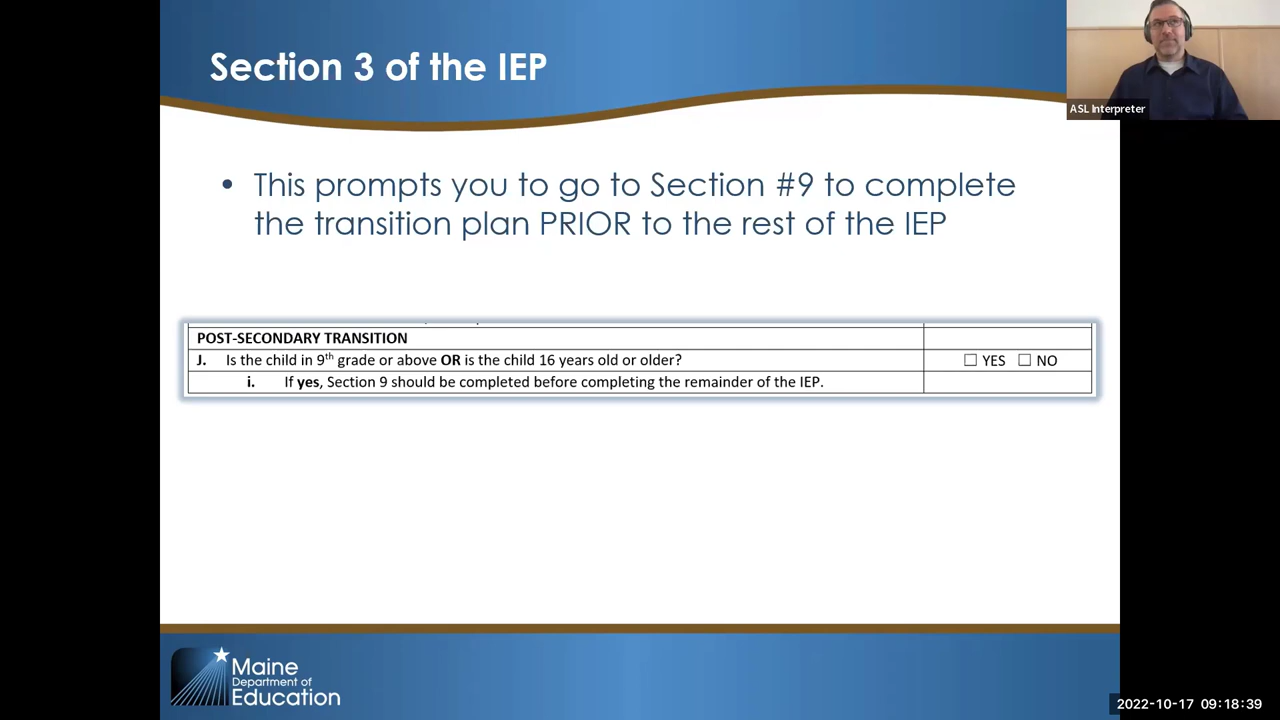 Section 3 of the IEP
ASL Interpreter
• This prompts you to go to Section #9 to complete
the transition plan PRIOR to the rest of the IEP
POST-SECONDARY TRANSITION
J. Is the child in 9th grade or above OR is the child 16 years old or older? ☐ YES ☐ NO
i. If yes, Section 9 should be completed before completing the remainder of the IEP.
Maine
Department of
Education
2022-10-17 09:18:39